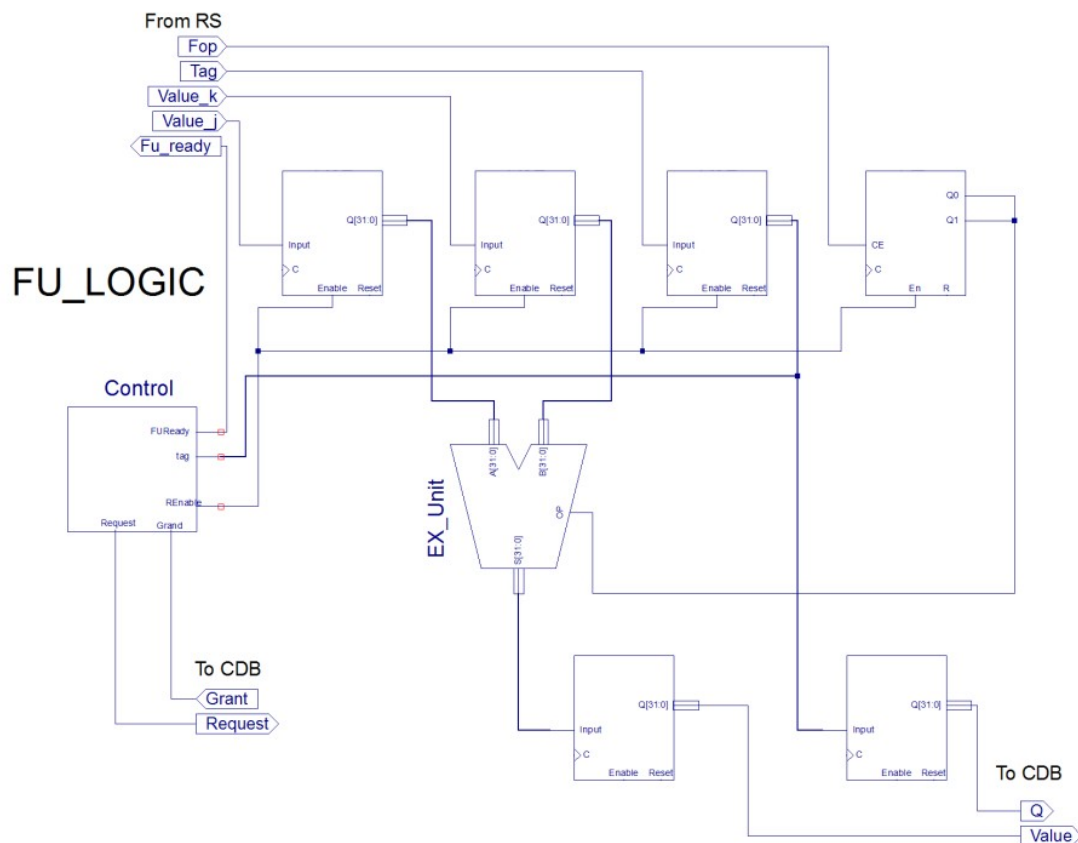 From RS
Fop
Tag
Value_k
Value_j
Fu_ready
Q[31:0]
Input
C
Enable Reset
Q[31:0]
Input
C
Enable Reset
Q[31:0]
Input
C
Enable Reset
Q0
Q1
CE
C
En R
FU_LOGIC
Control
FUReady
tag
REnable
Request Grand
A[31:0]
B[31:0]
OP
S[31:0]
EX_Unit
To CDB
Grant
Request
Q[31:0]
Input
C
Enable Reset
Q[31:0]
Input
C
Enable Reset
To CDB
Q
Value